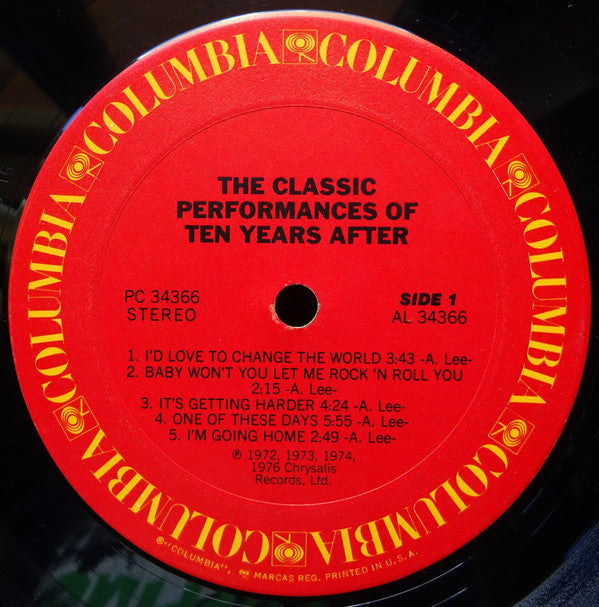 COLUMBIA COLUMBIA COLUMBIA COLUMBIA COLUMBIA COLUMBIA
THE CLASSIC
PERFORMANCES OF
TEN YEARS AFTER
PC 34366
STEREO
SIDE 1
AL 34366
1. I'D LOVE TO CHANGE THE WORLD 3:43 -A. Lee-
2. BABY WON'T YOU LET ME ROCK 'N ROLL YOU
2:15 -A. Lee-
3. IT'S GETTING HARDER 4:24 -A. Lee-
4. ONE OF THESE DAYS 5:55 -A. Lee-
5. I'M GOING HOME 2:49 -A. Lee-
℗ 1972, 1973, 1974,
1976 Chrysalis
Records, Ltd.
®"COLUMBIA", MARCAS REG. PRINTED IN U.S.A.